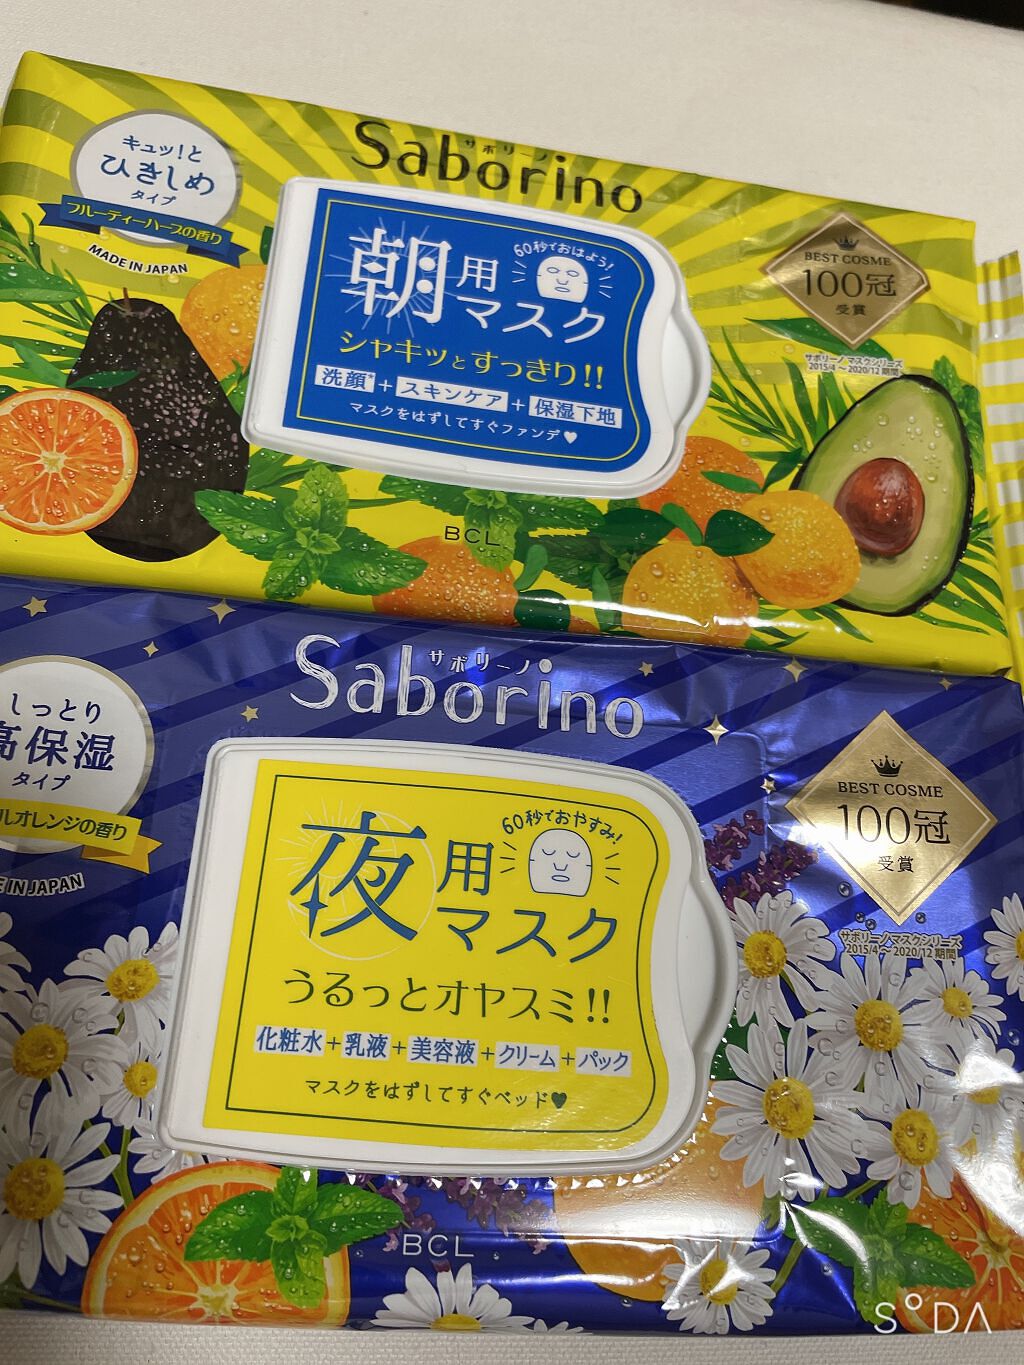 サボリーノ
Saborino
キュッ!と
ひきしめ
タイプ
フルーティーハーブの香り
MADE IN JAPAN
朝用
マスク
60秒でおはよう!
シャキッとすっきり!!
洗顔*+スキンケア+保湿下地
マスクをはずしてすぐファンデ♥
BEST COSME
100冠
受賞
サボリーノ マスクシリーズ
2015/4～2020/12 期間
BCL
サボリーノ
Saborino
しっとり
高保湿
タイプ
ルオレンジの香り
E IN JAPAN
夜用
マスク
60秒でおやすみ!
うるっとオヤスミ!!
化粧水+乳液+美容液+クリーム+パック
マスクをはずしてすぐベッド♥
BEST COSME
100冠
受賞
サボリーノ マスクシリーズ
2015/4～2020/12 期間
BCL
SODA